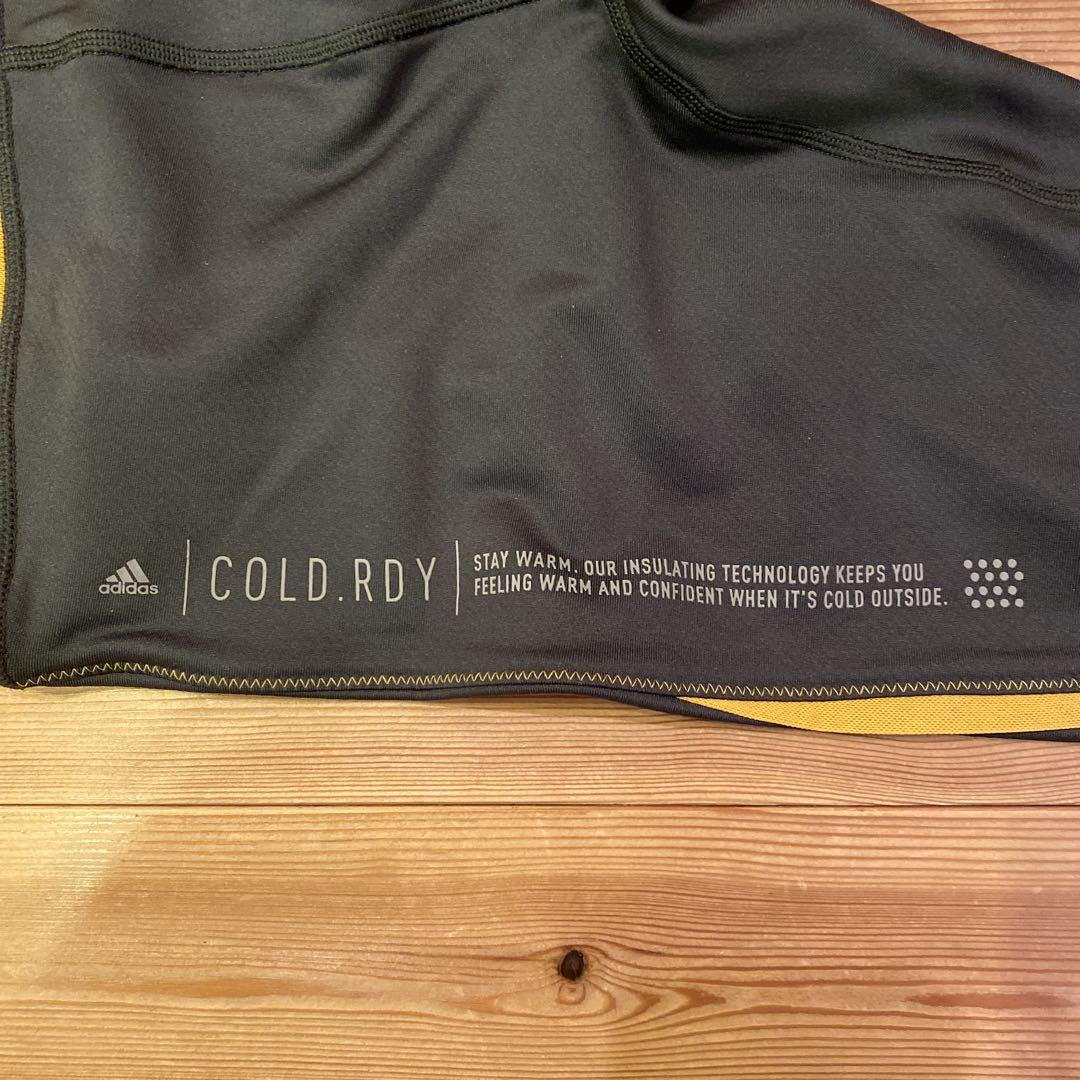 adidas
COLD.RDY
STAY WARM. OUR INSULATING TECHNOLOGY KEEPS YOU
FEELING WARM AND CONFIDENT WHEN IT'S COLD OUTSIDE.